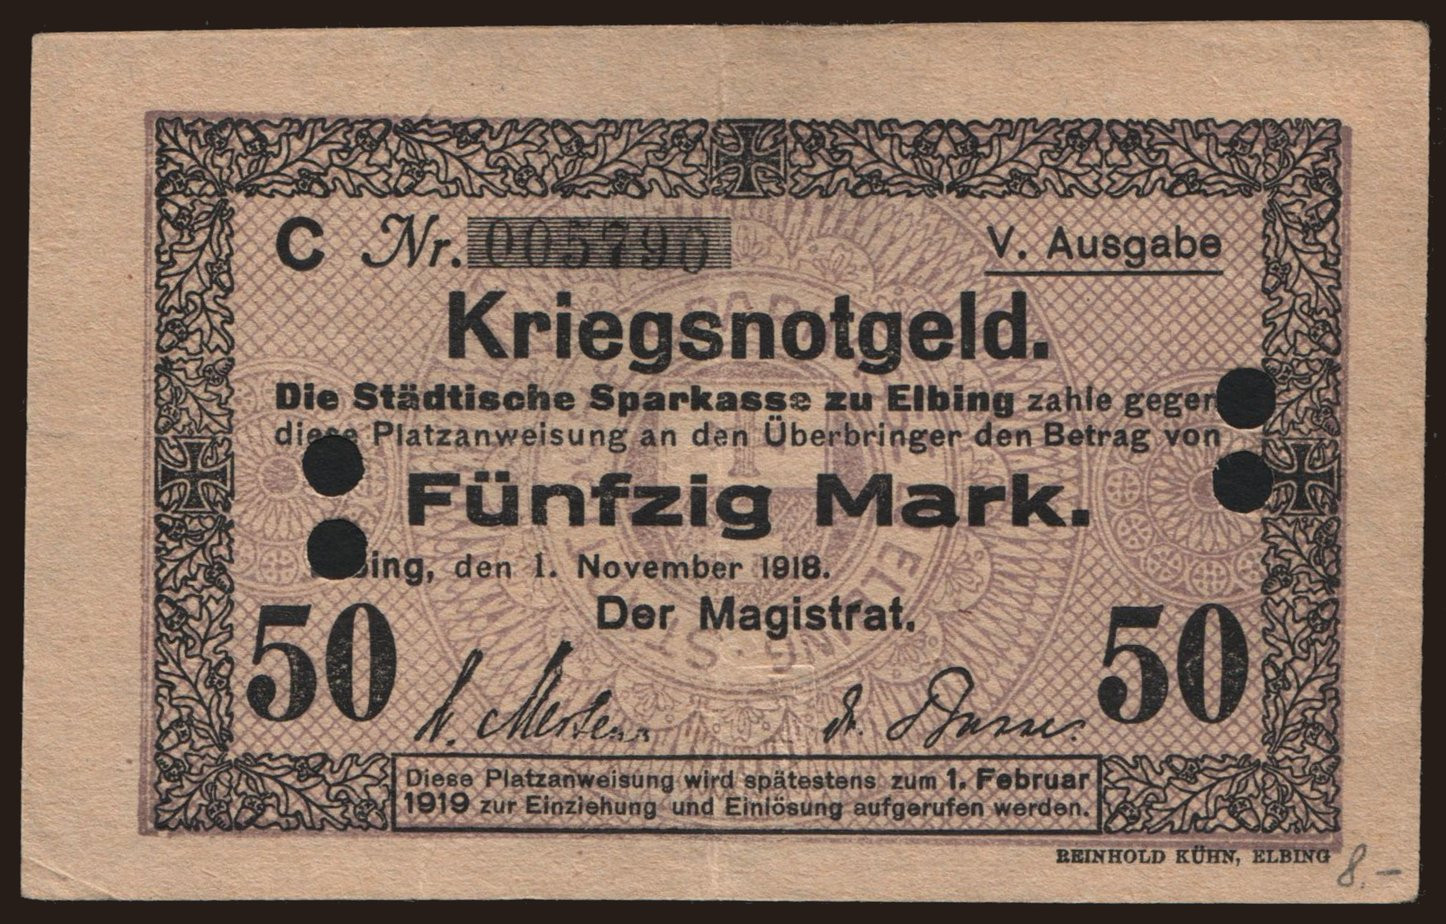 C Nr. 005790 V. Ausgabe
Kriegsnotgeld.
Die Städtische Sparkasse zu Elbing zahle gegen
diese Platzanweisung an den Überbringer den Betrag von
Fünfzig Mark.
ing, den 1. November 1918.
Der Magistrat.
50 50
Diese Platzanweisung wird spätestens zum 1. Februar
1919 zur Einziehung und Einlösung aufgerufen werden.
REINHOLD KÜHN, ELBING
8.-